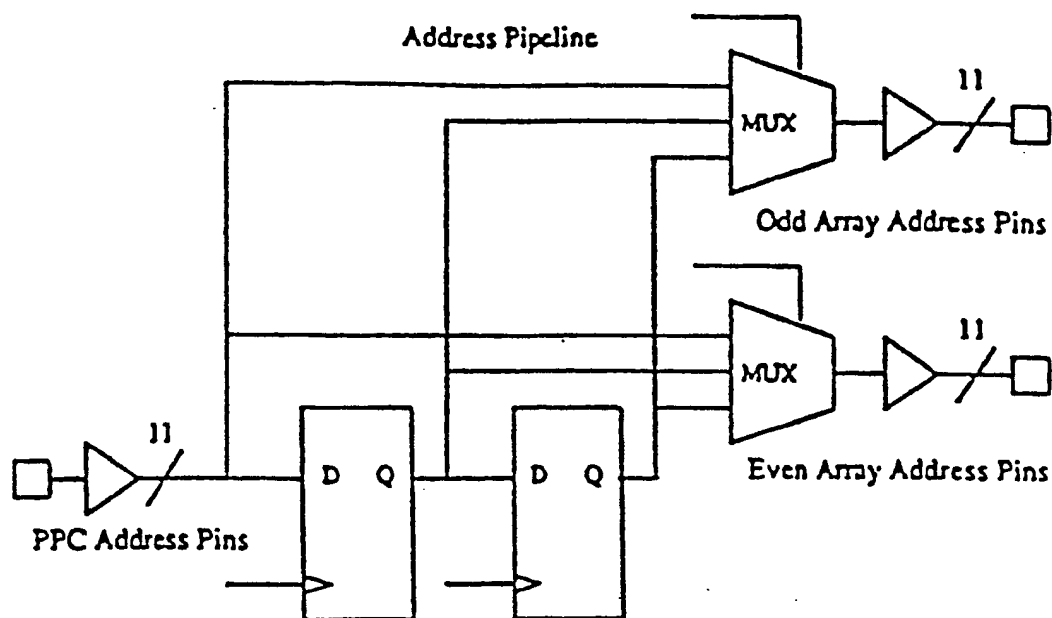 Address Pipeline
11
MUX
Odd Array Address Pins
11
MUX
11
D Q
D Q
Even Array Address Pins
PPC Address Pins